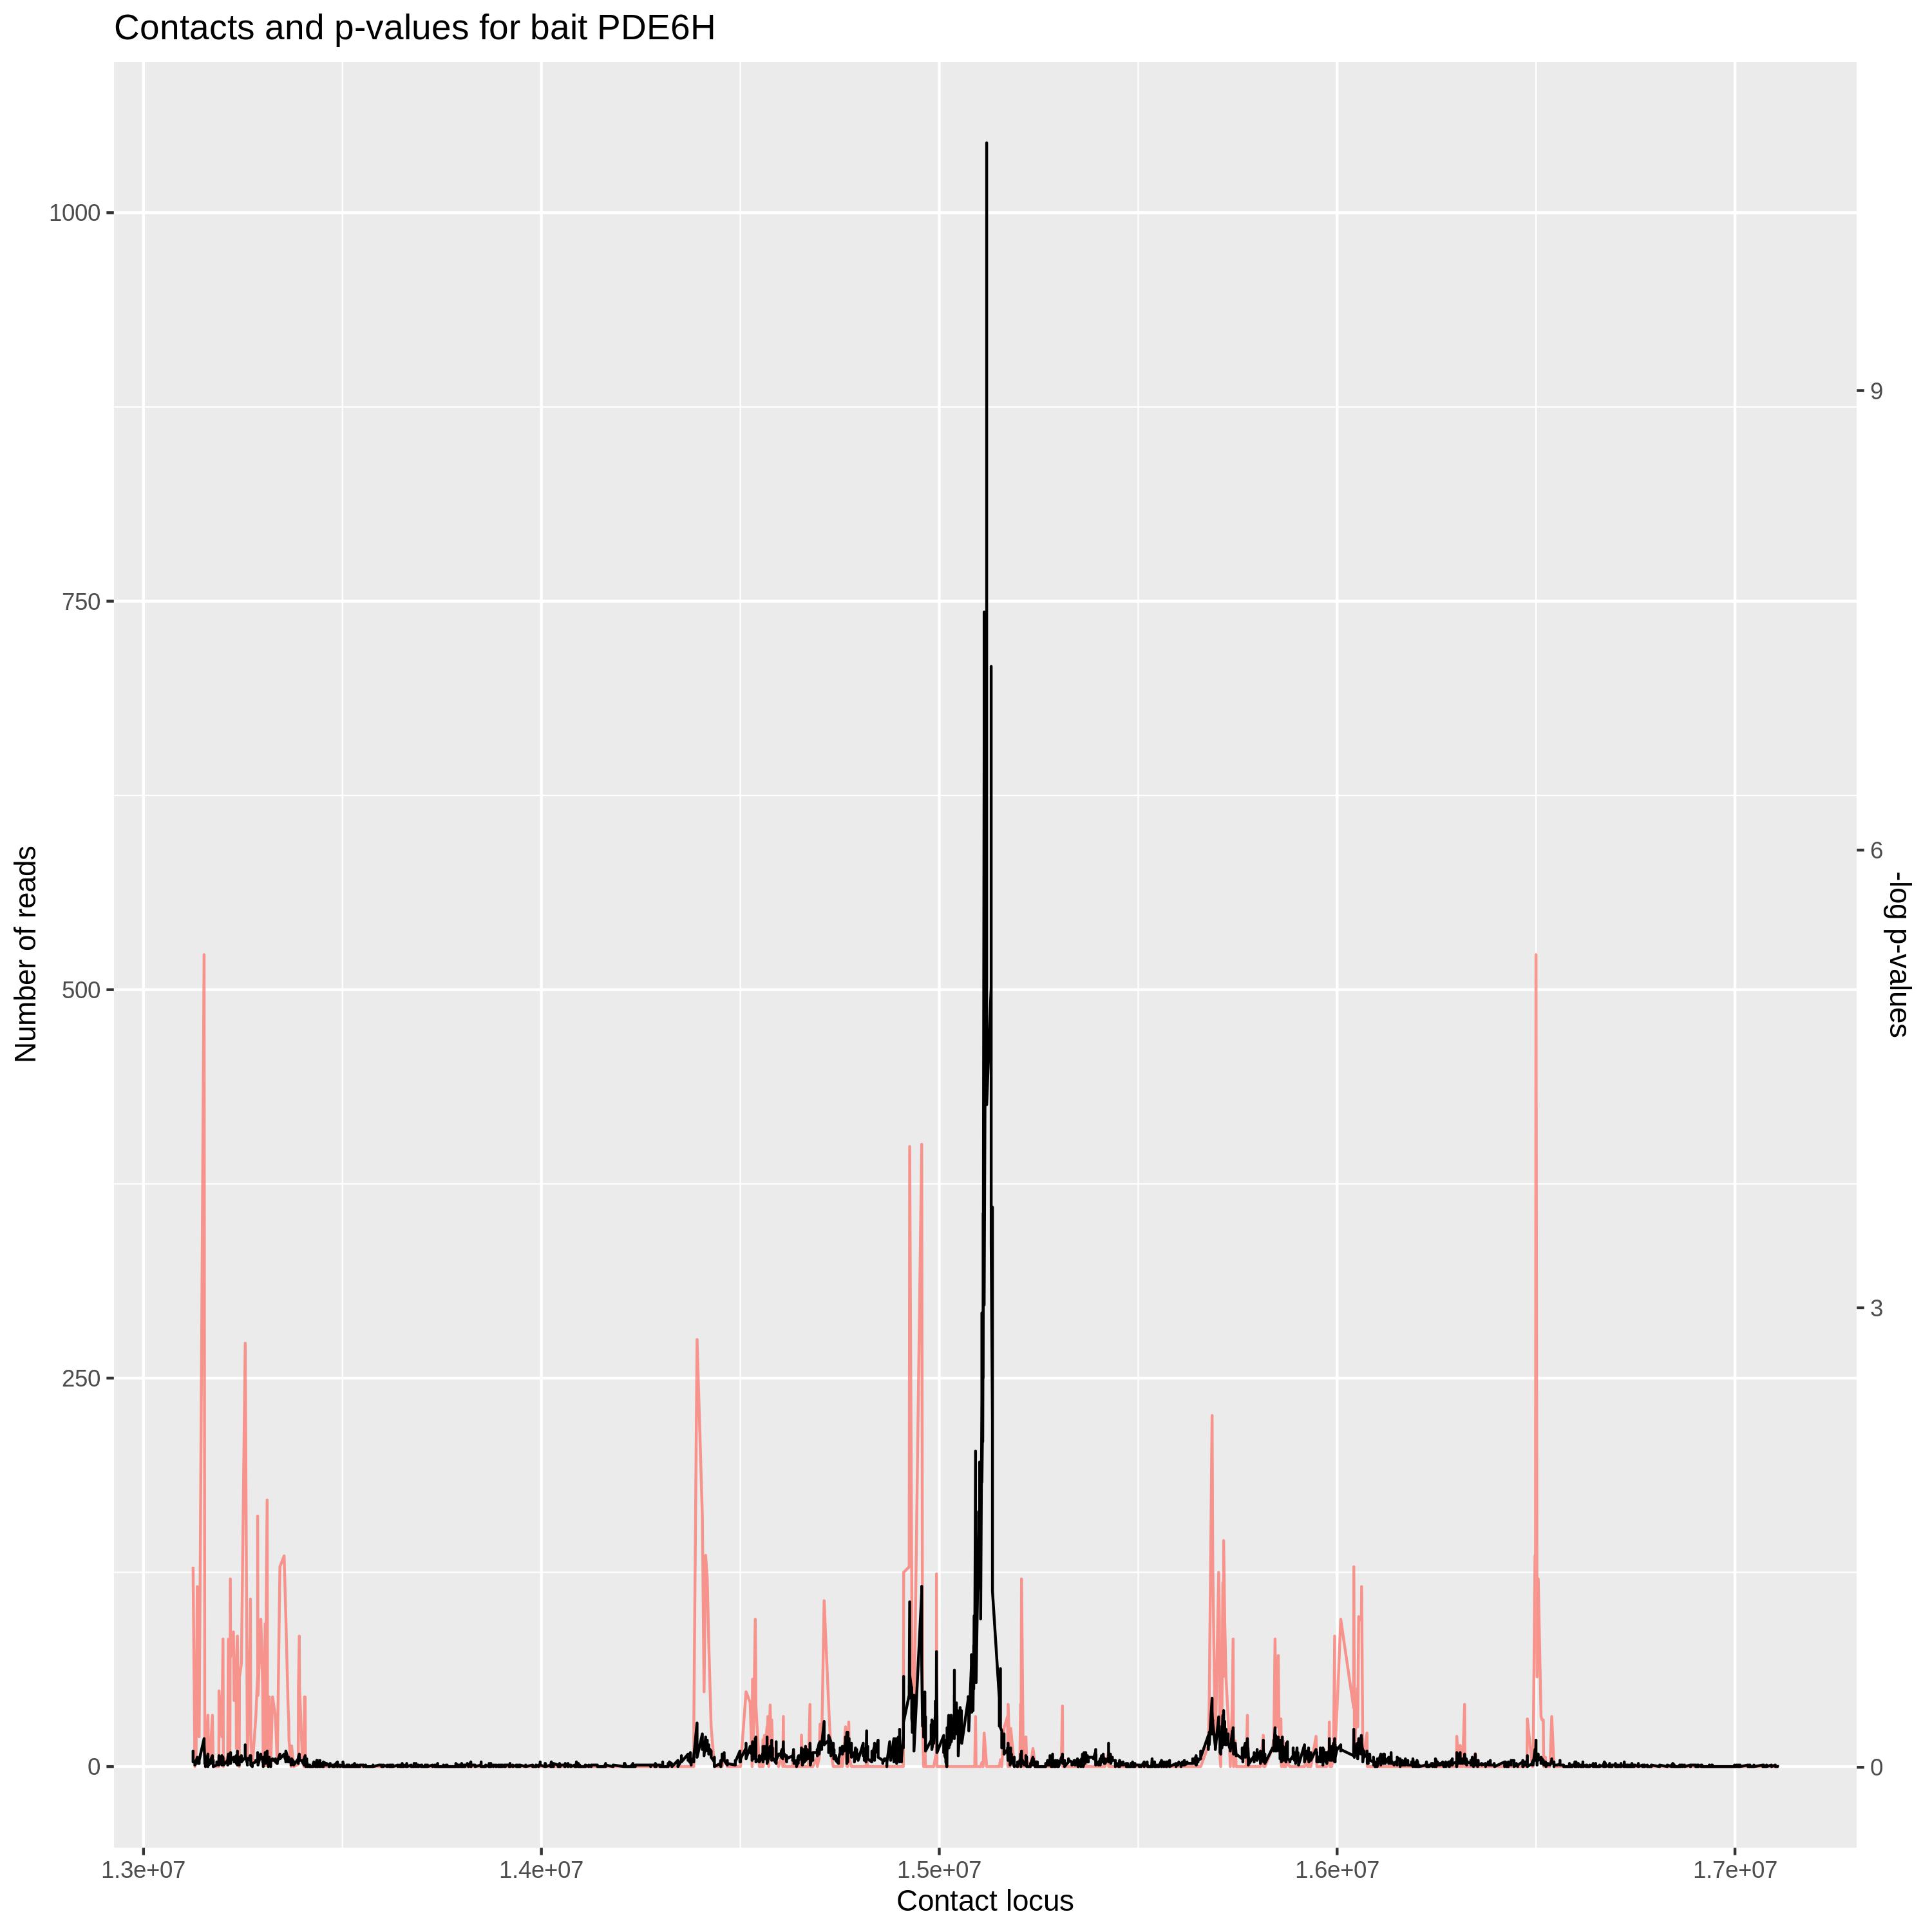 Contacts and p-values for bait PDE6H
1000
750
500
250
0
Number of reads
9
6
3
0
-log p-values
1.3e+07
1.4e+07
1.5e+07
1.6e+07
1.7e+07
Contact locus